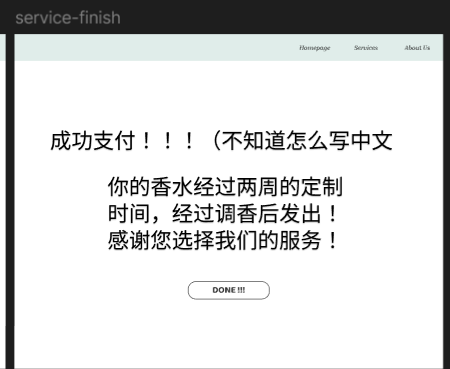 service-finish
Homepage Services About Us
成功支付！！！（不知道怎么写中文
你的香水经过两周的定制
时间，经过调香后发出！
感谢您选择我们的服务！
DONE !!!